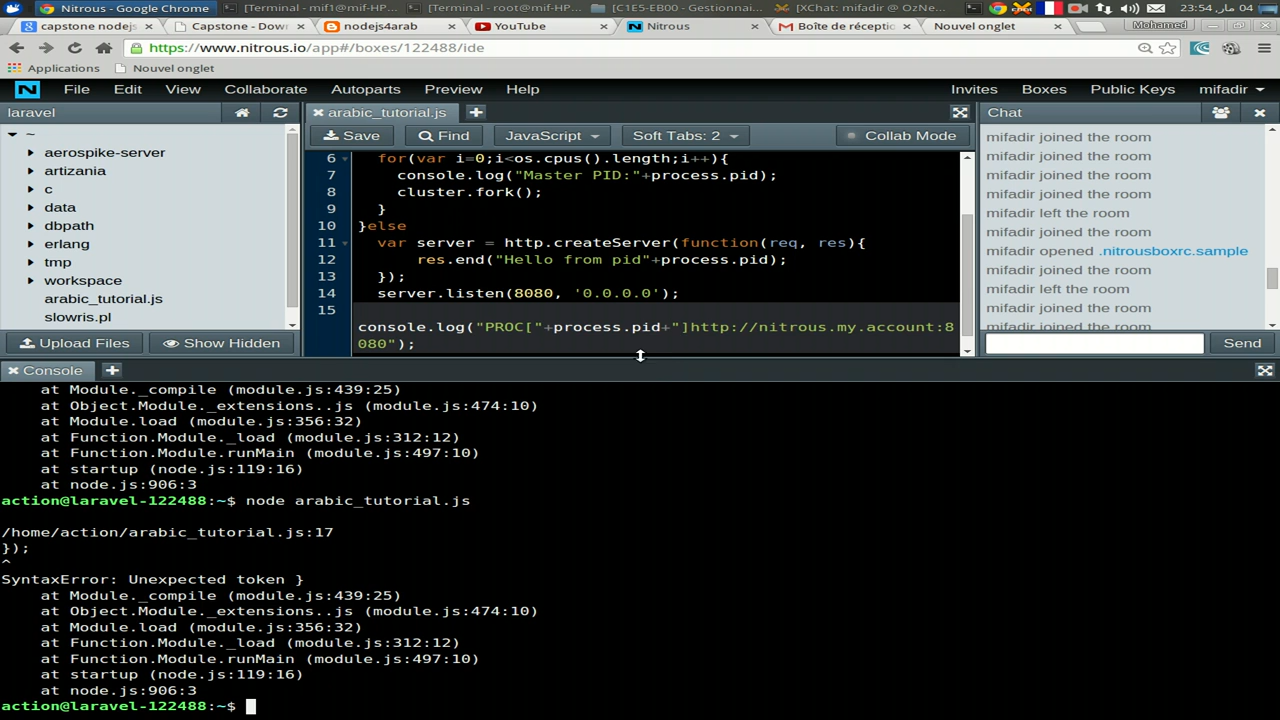 Nitrous - Google Chrome
[Terminal - mif1@mif-HP...
[Terminal - root@mif-HP...
[C1E5-EB00 - Gestionnai...
[XChat: mifadir @ OzNe...
04 مار, 23:54
capstone nodejs
Capstone - Dow
nodejs4arab
YouTube
Nitrous
Boîte de récepti
Nouvel onglet
Mohamed
https://www.nitrous.io/app#/boxes/122488/ide
Applications
Nouvel onglet
N File Edit View Collaborate Autoparts Preview Help Invites Boxes Public Keys mifadir
laravel
~
aerospike-server
artizania
c
data
dbpath
erlang
tmp
workspace
arabic_tutorial.js
slowris.pl
Upload Files Show Hidden
arabic_tutorial.js
Save Find JavaScript Soft Tabs: 2 Collab Mode
6 for(var i=0;i<os.cpus().length;i++){
7 console.log("Master PID:"+process.pid);
8 cluster.fork();
9 }
10 }else
11 var server = http.createServer(function(req, res){
12 res.end("Hello from pid"+process.pid);
13 });
14 server.listen(8080, '0.0.0.0');
15
console.log("PROC["+process.pid+"]http://nitrous.my.account:8
080");
Chat
mifadir joined the room
mifadir joined the room
mifadir joined the room
mifadir joined the room
mifadir left the room
mifadir joined the room
mifadir opened .nitrousboxrc.sample
mifadir joined the room
mifadir left the room
mifadir joined the room
mifadir joined the room
Send
Console
at Module._compile (module.js:439:25)
at Object.Module._extensions..js (module.js:474:10)
at Module.load (module.js:356:32)
at Function.Module._load (module.js:312:12)
at Function.Module.runMain (module.js:497:10)
at startup (node.js:119:16)
at node.js:906:3
action@laravel-122488:~$ node arabic_tutorial.js
/home/action/arabic_tutorial.js:17
});
^
SyntaxError: Unexpected token }
at Module._compile (module.js:439:25)
at Object.Module._extensions..js (module.js:474:10)
at Module.load (module.js:356:32)
at Function.Module._load (module.js:312:12)
at Function.Module.runMain (module.js:497:10)
at startup (node.js:119:16)
at node.js:906:3
action@laravel-122488:~$